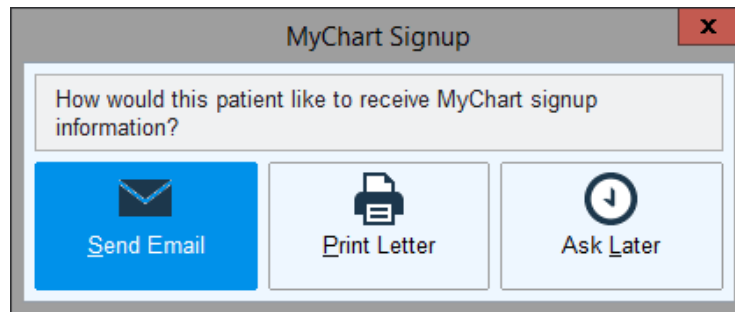 MyChart Signup
x
How would this patient like to receive MyChart signup
information?
Send Email
Print Letter
Ask Later